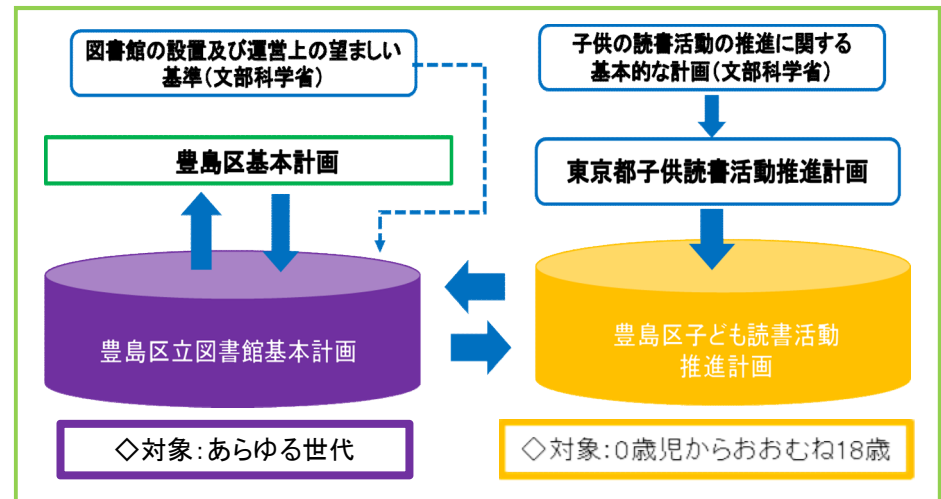 図書館の設置及び運営上の望ましい
基準(文部科学省)
子供の読書活動の推進に関する
基本的な計画(文部科学省)
豊島区基本計画
東京都子供読書活動推進計画
豊島区立図書館基本計画
豊島区子ども読書活動
推進計画
◇対象:あらゆる世代
◇対象:0歳児からおおむね18歳